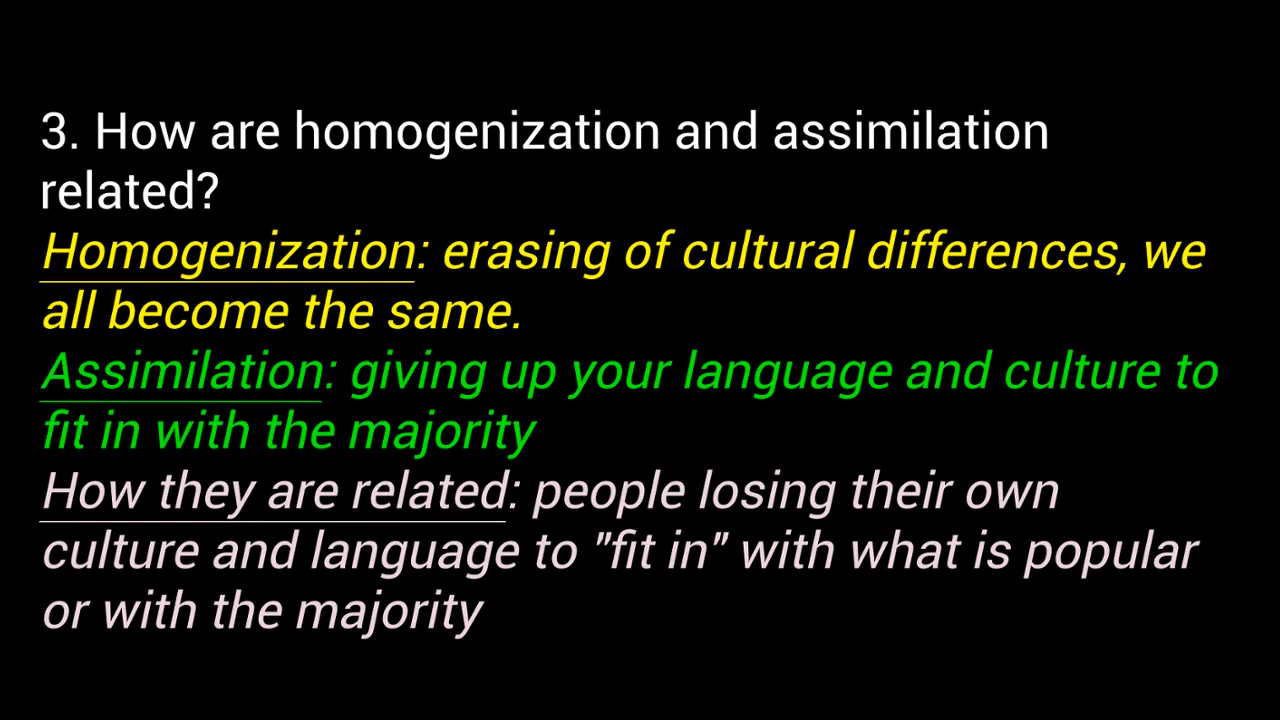 3. How are homogenization and assimilation
related?
Homogenization: erasing of cultural differences, we
all become the same.
Assimilation: giving up your language and culture to
fit in with the majority
How they are related: people losing their own
culture and language to "fit in" with what is popular
or with the majority